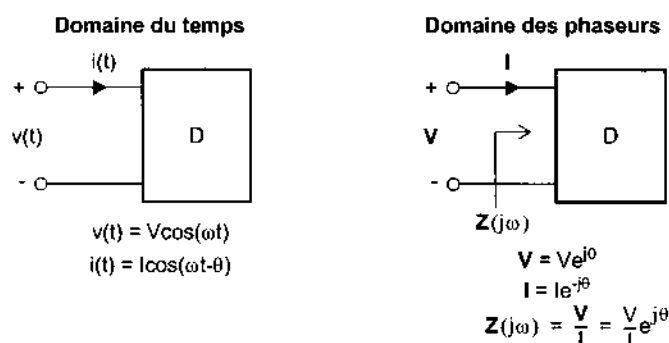 Domaine du temps
i(t)
+
v(t)
D
-
v(t) = Vcos(ωt)
i(t) = Icos(ωt-θ)
Domaine des phaseurs
I
+
V
D
-
Z(jω)
V = Ve^{j0}
I = Ie^{-jθ}
Z(jω) = V/I = V/I e^{jθ}